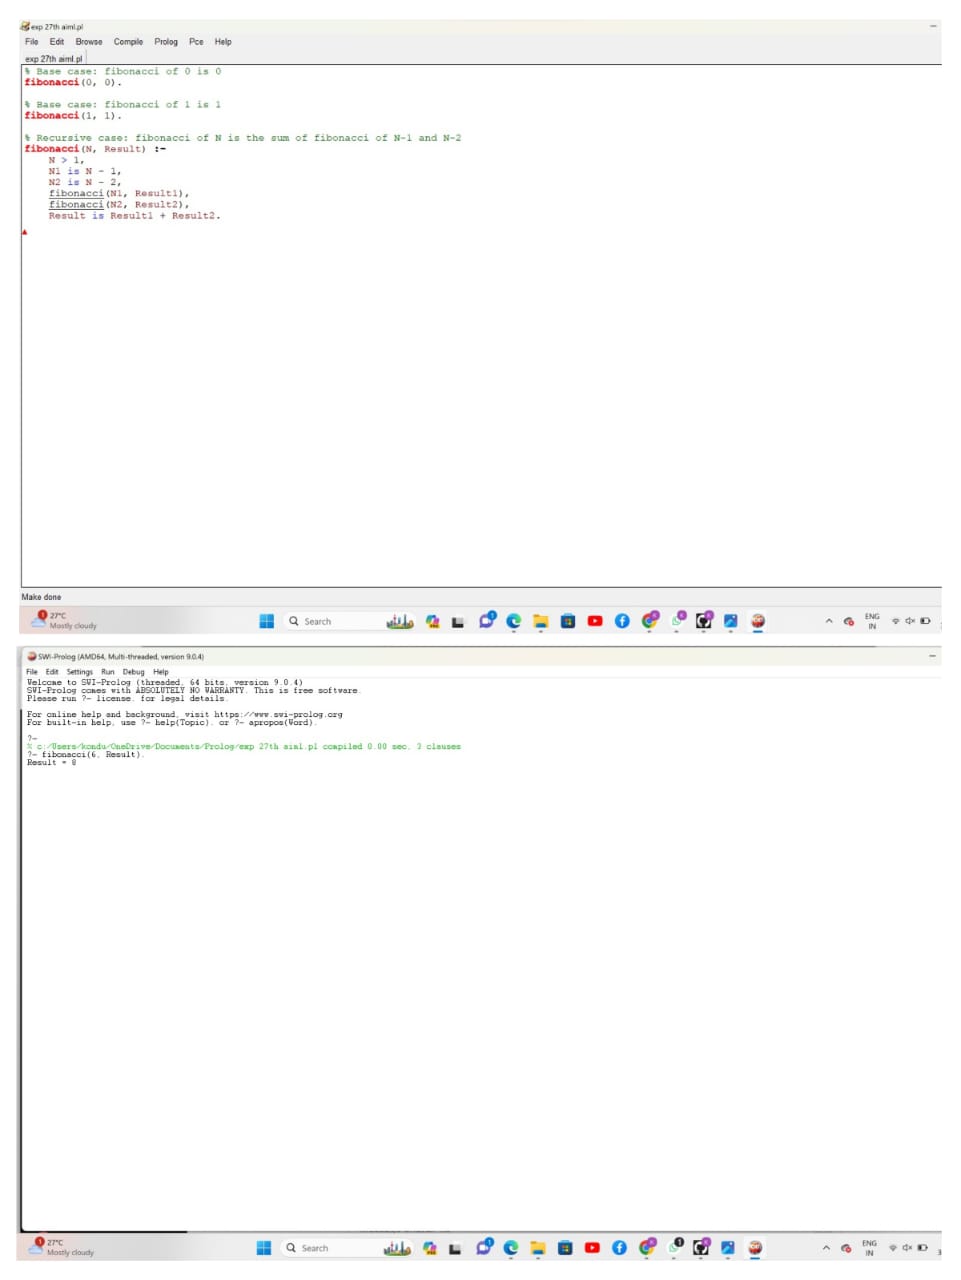 exp 27th aiml.pl
File Edit Browse Compile Prolog Pce Help
exp 27th aiml.pl
% Base case: fibonacci of 0 is 0
fibonacci(0, 0).
% Base case: fibonacci of 1 is 1
fibonacci(1, 1).
% Recursive case: fibonacci of N is the sum of fibonacci of N-1 and N-2
fibonacci(N, Result) :-
N > 1,
N1 is N - 1,
N2 is N - 2,
fibonacci(N1, Result1),
fibonacci(N2, Result2),
Result is Result1 + Result2.
Make done
27°C
Mostly cloudy
Search
ENG
IN
SWI-Prolog (AMD64, Multi-threaded, version 9.0.4)
File Edit Settings Run Debug Help
Welcome to SWI-Prolog (threaded, 64 bits, version 9.0.4)
SWI-Prolog comes with ABSOLUTELY NO WARRANTY. This is free software.
Please run ?- license. for legal details.
For online help and background, visit https://www.swi-prolog.org
For built-in help, use ?- help(Topic). or ?- apropos(Word).
?-
% c:/Users/kondu/OneDrive/Documents/Prolog/exp 27th aiml.pl compiled 0.00 sec, 3 clauses
?- fibonacci(6, Result).
Result = 8
27°C
Mostly cloudy
Search
ENG
IN